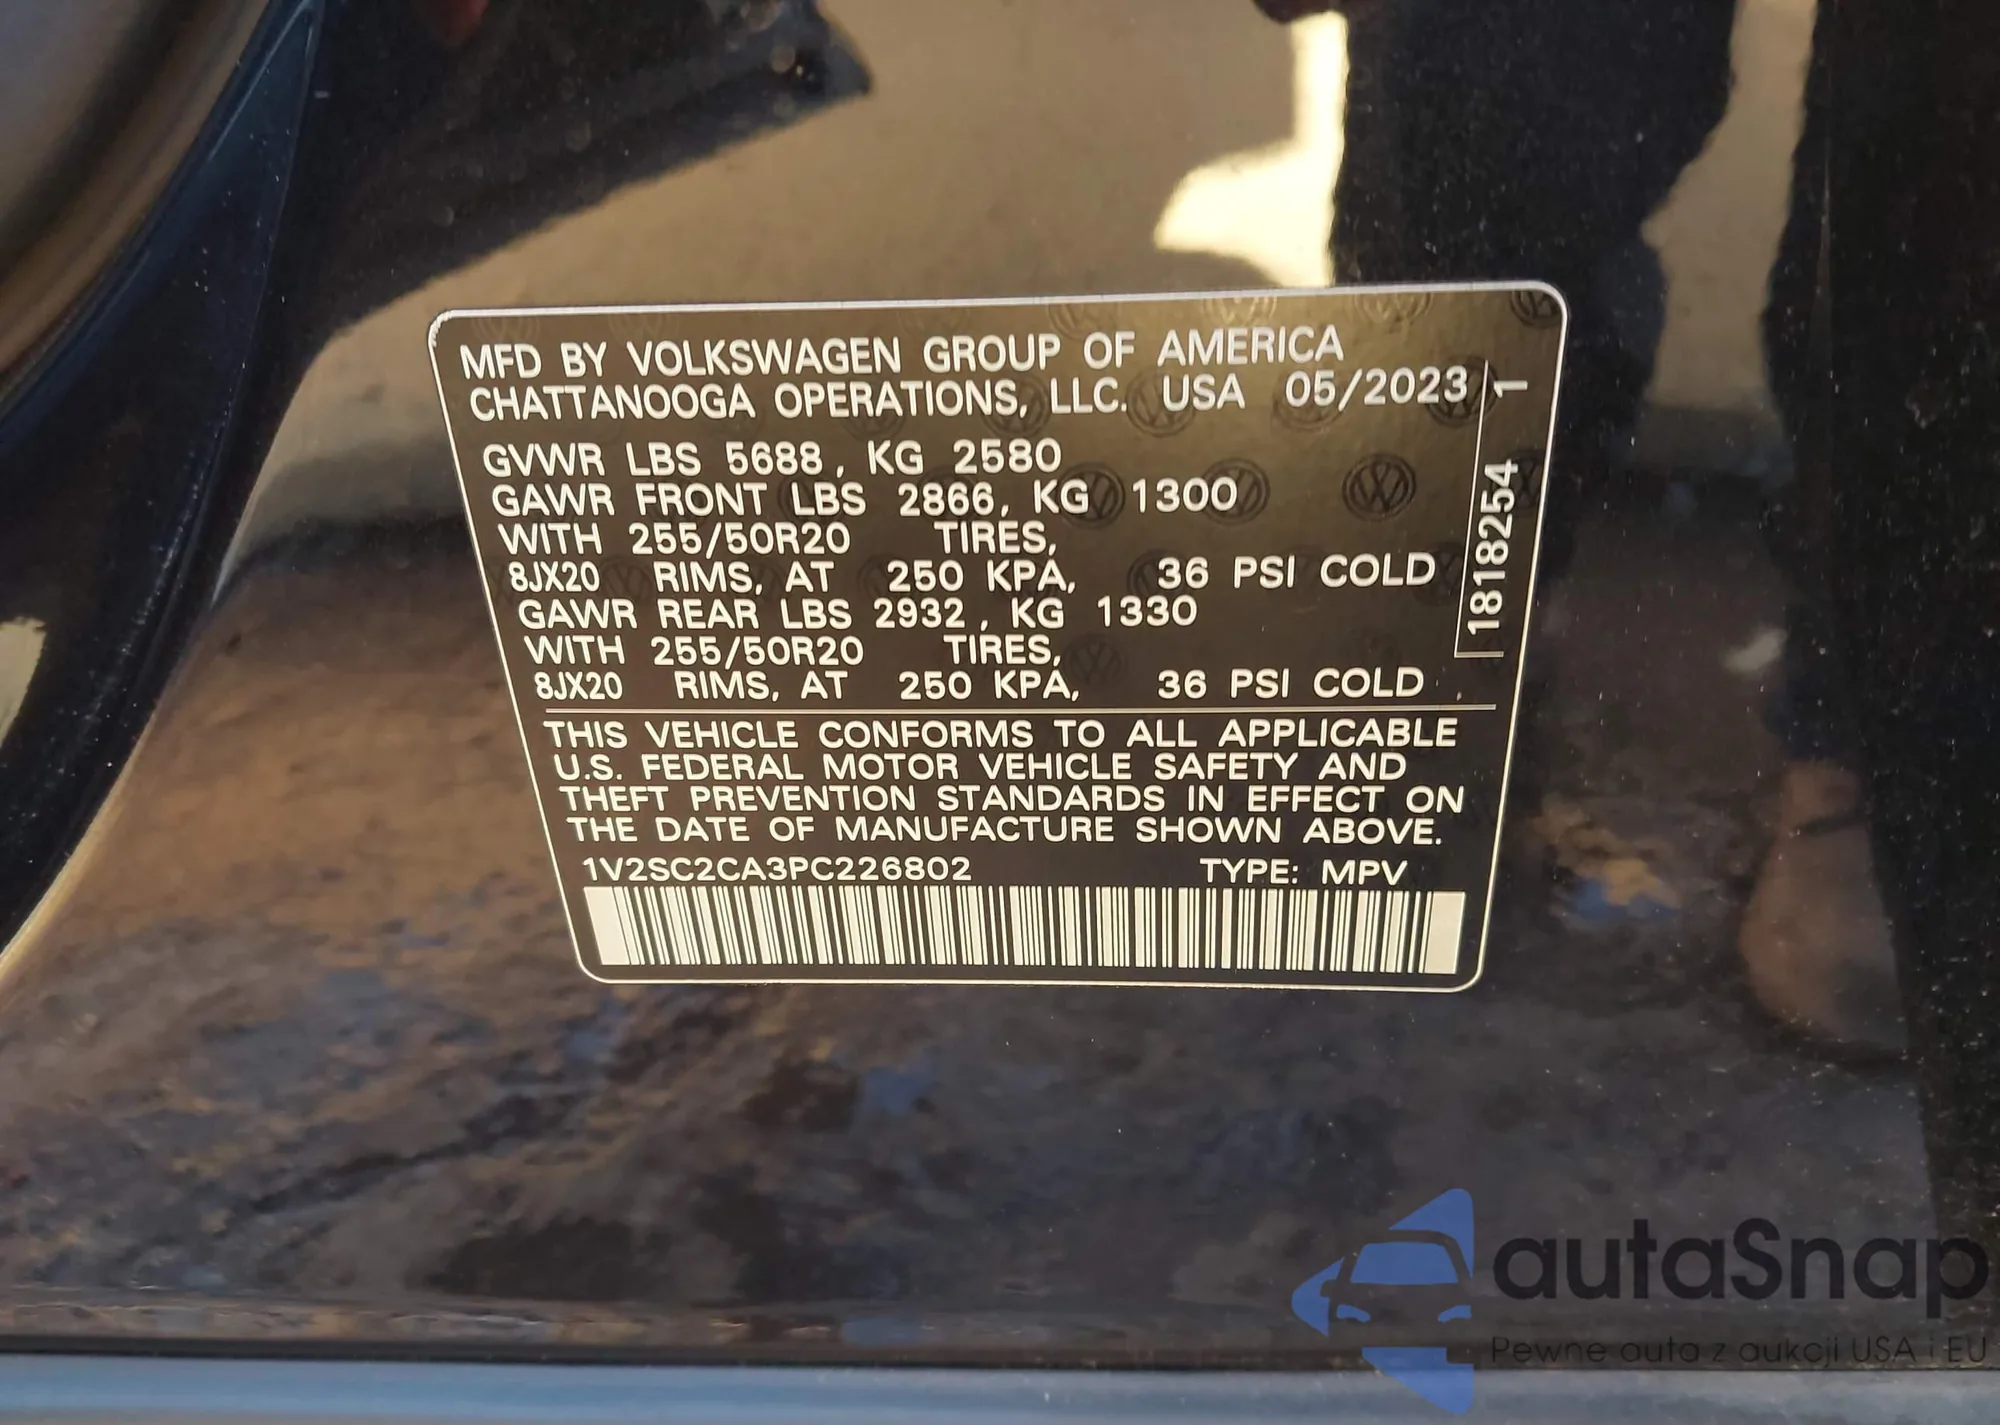 MFD BY VOLKSWAGEN GROUP OF AMERICA
CHATTANOOGA OPERATIONS, LLC. USA 05/2023
GVWR LBS 5688, KG 2580
GAWR FRONT LBS 2866, KG 1300
WITH 255/50R20 TIRES,
8JX20 RIMS, AT 250 KPA, 36 PSI COLD
GAWR REAR LBS 2932, KG 1330
WITH 255/50R20 TIRES,
8JX20 RIMS, AT 250 KPA, 36 PSI COLD
1818254 1
THIS VEHICLE CONFORMS TO ALL APPLICABLE
U.S. FEDERAL MOTOR VEHICLE SAFETY AND
THEFT PREVENTION STANDARDS IN EFFECT ON
THE DATE OF MANUFACTURE SHOWN ABOVE.
1V2SC2CA3PC226802 TYPE: MPV
autaSnap
Pewne auta z aukcji USA i EU